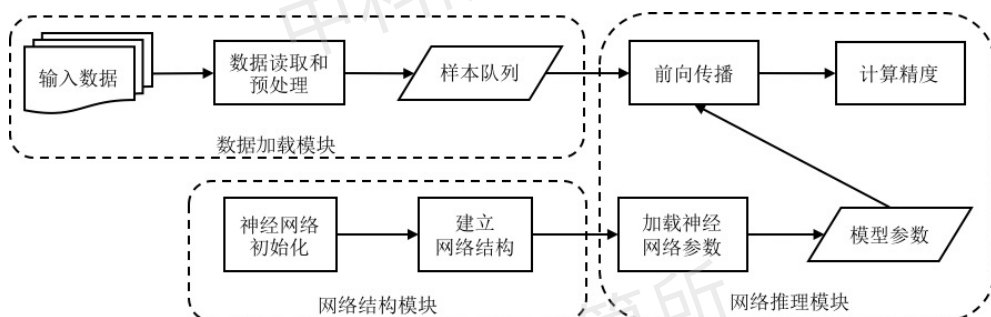 输入数据
数据读取和
预处理
样本队列
前向传播
计算精度
数据加载模块
神经网络
初始化
建立
网络结构
加载神经
网络参数
模型参数
网络结构模块
网络推理模块